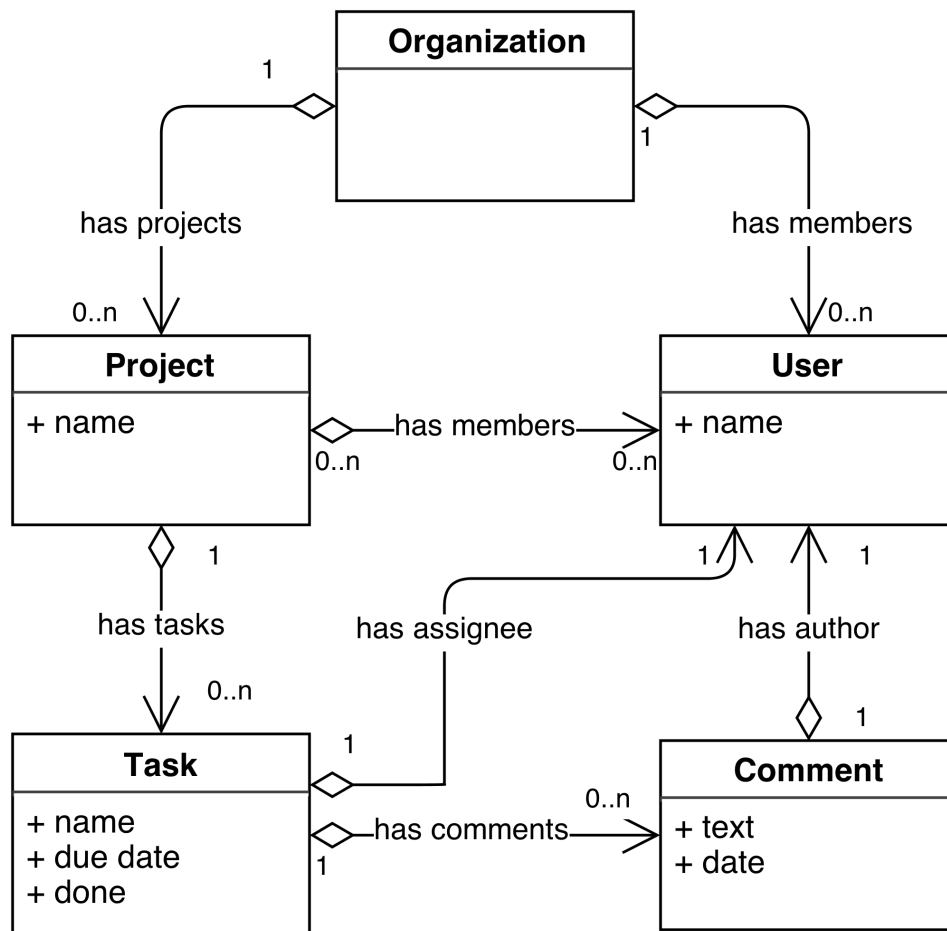 Organization
1
1
has projects
has members
0..n
0..n
Project
User
+ name
has members
+ name
0..n
0..n
1
1
1
has tasks
has assignee
has author
0..n
1
1
Task
Comment
+ name
+ due date
+ done
0..n
has comments
1
+ text
+ date